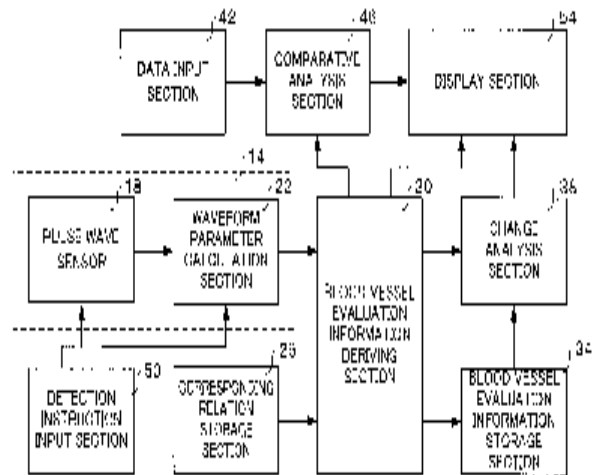 42
46
54
DATA INPUT
SECTION
COMPARATIVE
ANALYSIS
SECTION
DISPLAY SECTION
14
18
22
30
38
PULSE WAVE
SENSOR
WAVEFORM
PARAMETER
CALCULATION
SECTION
BLOOD VESSEL
EVALUATION
INFORMATION
DERIVING
SECTION
CHANGE
ANALYSIS
SECTION
50
26
34
DETECTION
INSTRUCTION
INPUT SECTION
CORRESPONDING
RELATION
STORAGE
SECTION
BLOOD VESSEL
EVALUATION
INFORMATION
STORAGE
SECTION